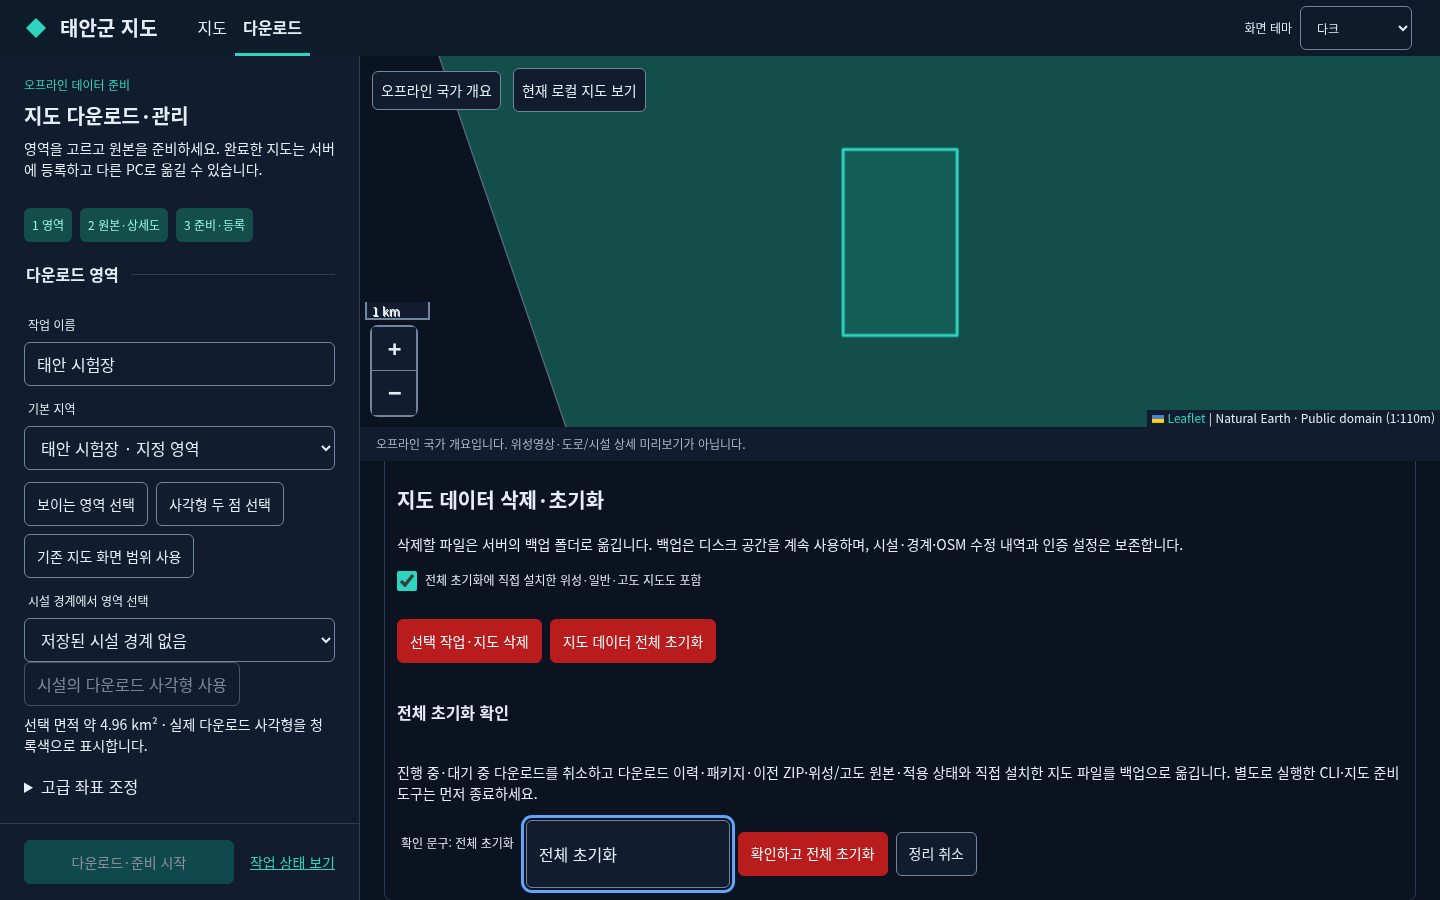 태안군 지도
지도
다운로드
화면 테마
다크
오프라인 데이터 준비
지도 다운로드·관리
영역을 고르고 원본을 준비하세요. 완료한 지도는 서버
에 등록하고 다른 PC로 옮길 수 있습니다.
1 영역
2 원본·상세도
3 준비·등록
다운로드 영역
작업 이름
태안 시험장
기본 지역
태안 시험장 · 지정 영역
보이는 영역 선택
사각형 두 점 선택
기존 지도 화면 범위 사용
시설 경계에서 영역 선택
저장된 시설 경계 없음
시설의 다운로드 사각형 사용
선택 면적 약 4.96 km² · 실제 다운로드 사각형을 청
록색으로 표시합니다.
▶ 고급 좌표 조정
다운로드·준비 시작
작업 상태 보기
오프라인 국가 개요
현재 로컬 지도 보기
1 km
+
−
Leaflet | Natural Earth · Public domain (1:110m)
오프라인 국가 개요입니다. 위성영상·도로/시설 상세 미리보기가 아닙니다.
지도 데이터 삭제·초기화
삭제할 파일은 서버의 백업 폴더로 옮깁니다. 백업은 디스크 공간을 계속 사용하며, 시설·경계·OSM 수정 내역과 인증 설정은 보존합니다.
전체 초기화에 직접 설치한 위성·일반·고도 지도도 포함
선택 작업·지도 삭제
지도 데이터 전체 초기화
전체 초기화 확인
진행 중·대기 중 다운로드를 취소하고 다운로드 이력·패키지·이전 ZIP·위성/고도 원본·적용 상태와 직접 설치한 지도 파일을 백업으로 옮깁니다. 별도로 실행한 CLI·지도 준비
도구는 먼저 종료하세요.
확인 문구: 전체 초기화
전체 초기화
확인하고 전체 초기화
정리 취소